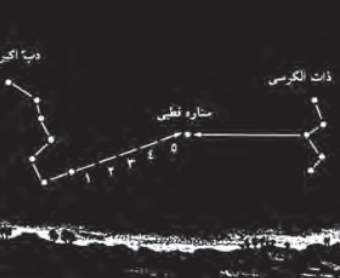 دبّ اکبر
ذات الکرسی
ستاره قطبی
۱ ۲ ۳ ۴ ۵